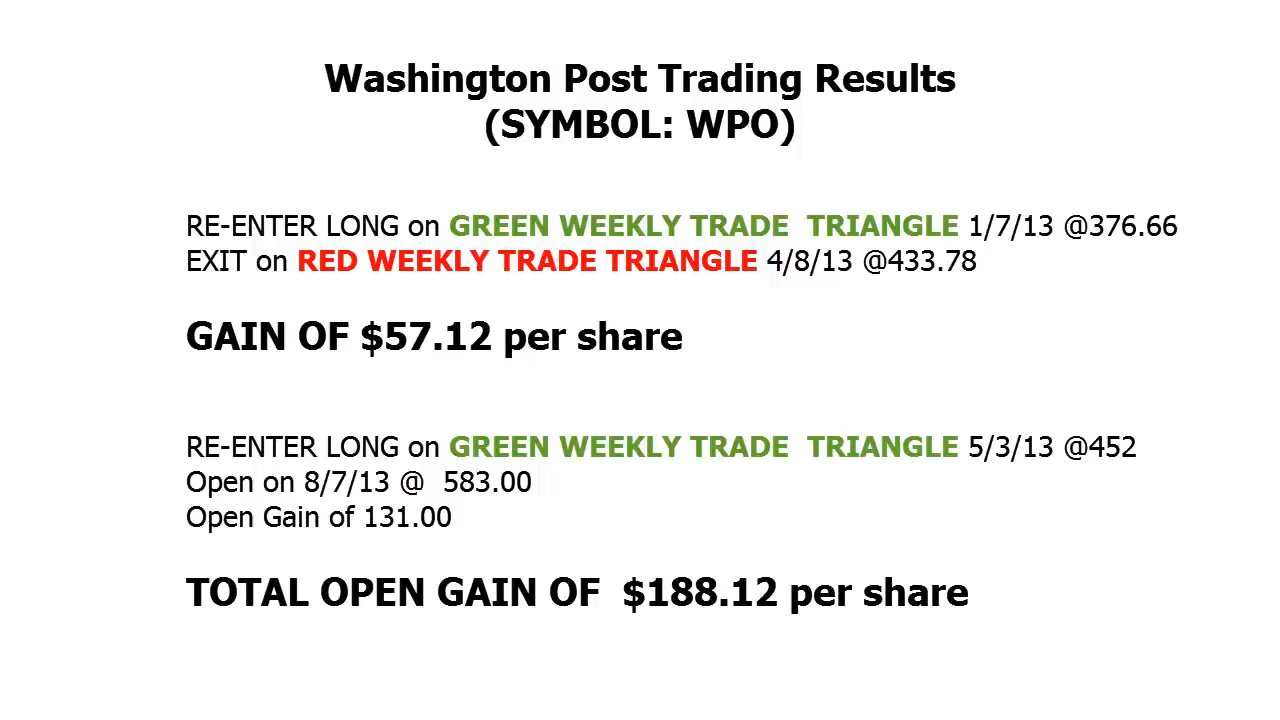 Washington Post Trading Results
(SYMBOL: WPO)
RE-ENTER LONG on GREEN WEEKLY TRADE  TRIANGLE 1/7/13 @376.66
EXIT on RED WEEKLY TRADE TRIANGLE 4/8/13 @433.78
GAIN OF $57.12 per share
RE-ENTER LONG on GREEN WEEKLY TRADE  TRIANGLE 5/3/13 @452
Open on 8/7/13 @  583.00
Open Gain of 131.00
TOTAL OPEN GAIN OF  $188.12 per share